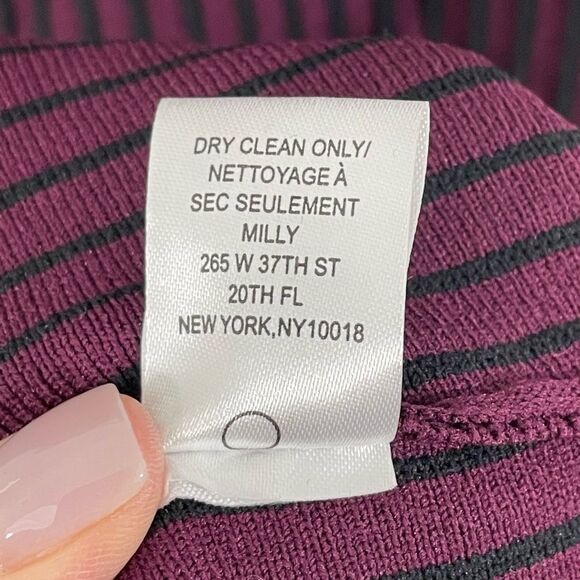 DRY CLEAN ONLY/
NETTOYAGE À
SEC SEULEMENT
MILLY
265 W 37TH ST
20TH FL
NEW YORK,NY10018